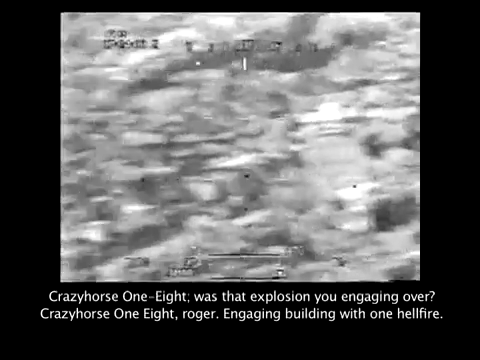 Crazyhorse One-Eight; was that explosion you engaging over?
Crazyhorse One Eight, roger. Engaging building with one hellfire.